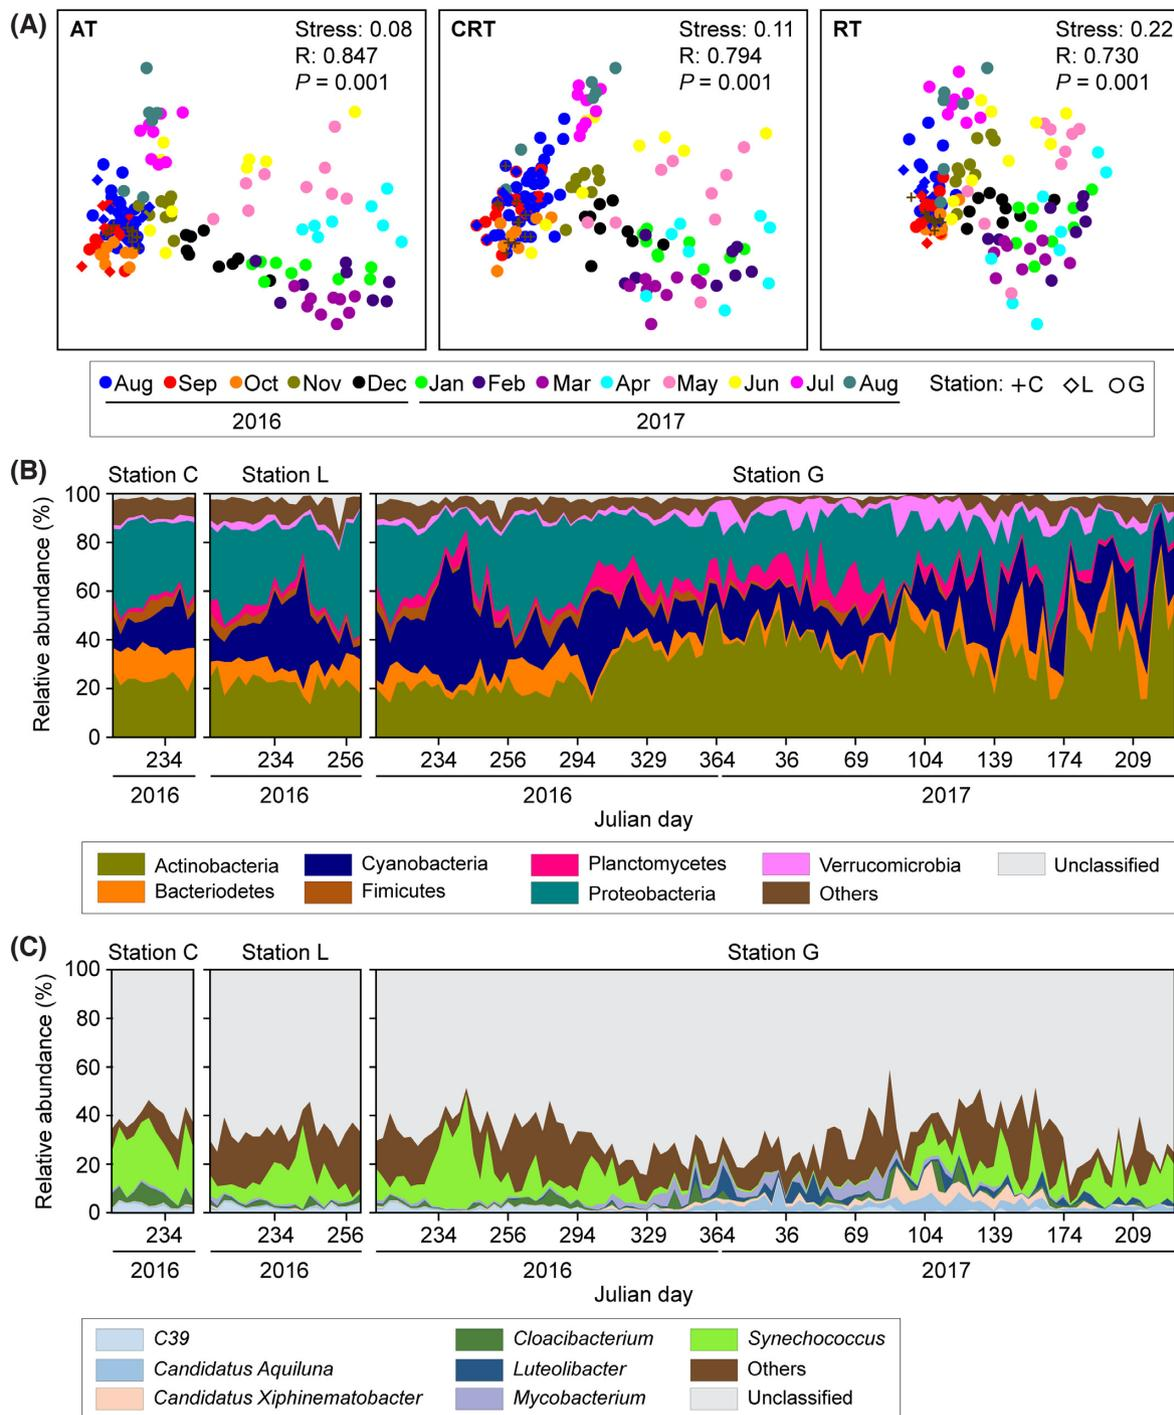 (A)
AT
Stress: 0.08
R: 0.847
P = 0.001
CRT
Stress: 0.11
R: 0.794
P = 0.001
RT
Stress: 0.22
R: 0.730
P = 0.001
Aug Sep Oct Nov Dec Jan Feb Mar Apr May Jun Jul Aug Station: +C ◇L ○G
2016 2017
(B)
Station C Station L Station G
Relative abundance (%)
100
80
60
40
20
0
234 234 256 234 256 294 329 364 36 69 104 139 174 209
2016 2016 2016 2017
Julian day
Actinobacteria Cyanobacteria Planctomycetes Verrucomicrobia Unclassified
Bacteriodetes Fimicutes Proteobacteria Others
(C)
Station C Station L Station G
Relative abundance (%)
100
80
60
40
20
0
234 234 256 234 256 294 329 364 36 69 104 139 174 209
2016 2016 2016 2017
Julian day
C39 Cloacibacterium Synechococcus
Candidatus Aquiluna Luteolibacter Others
Candidatus Xiphinematobacter Mycobacterium Unclassified